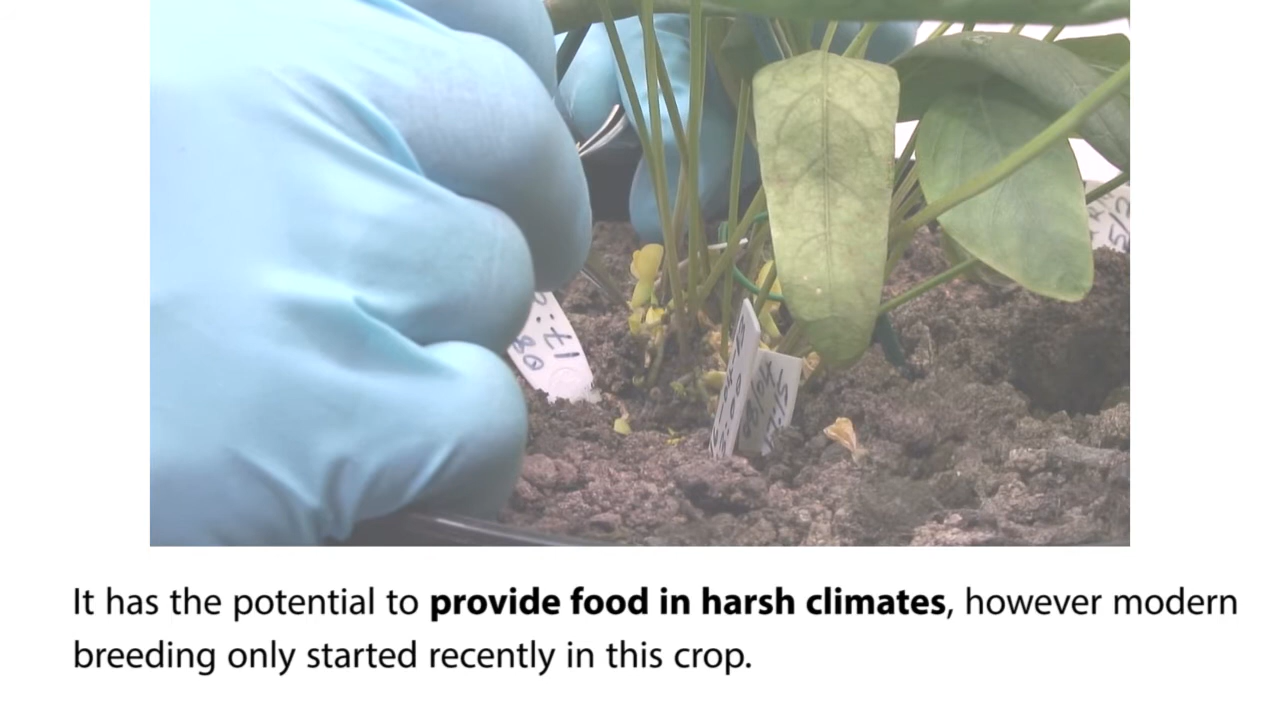 It has the potential to provide food in harsh climates, however modern
breeding only started recently in this crop.